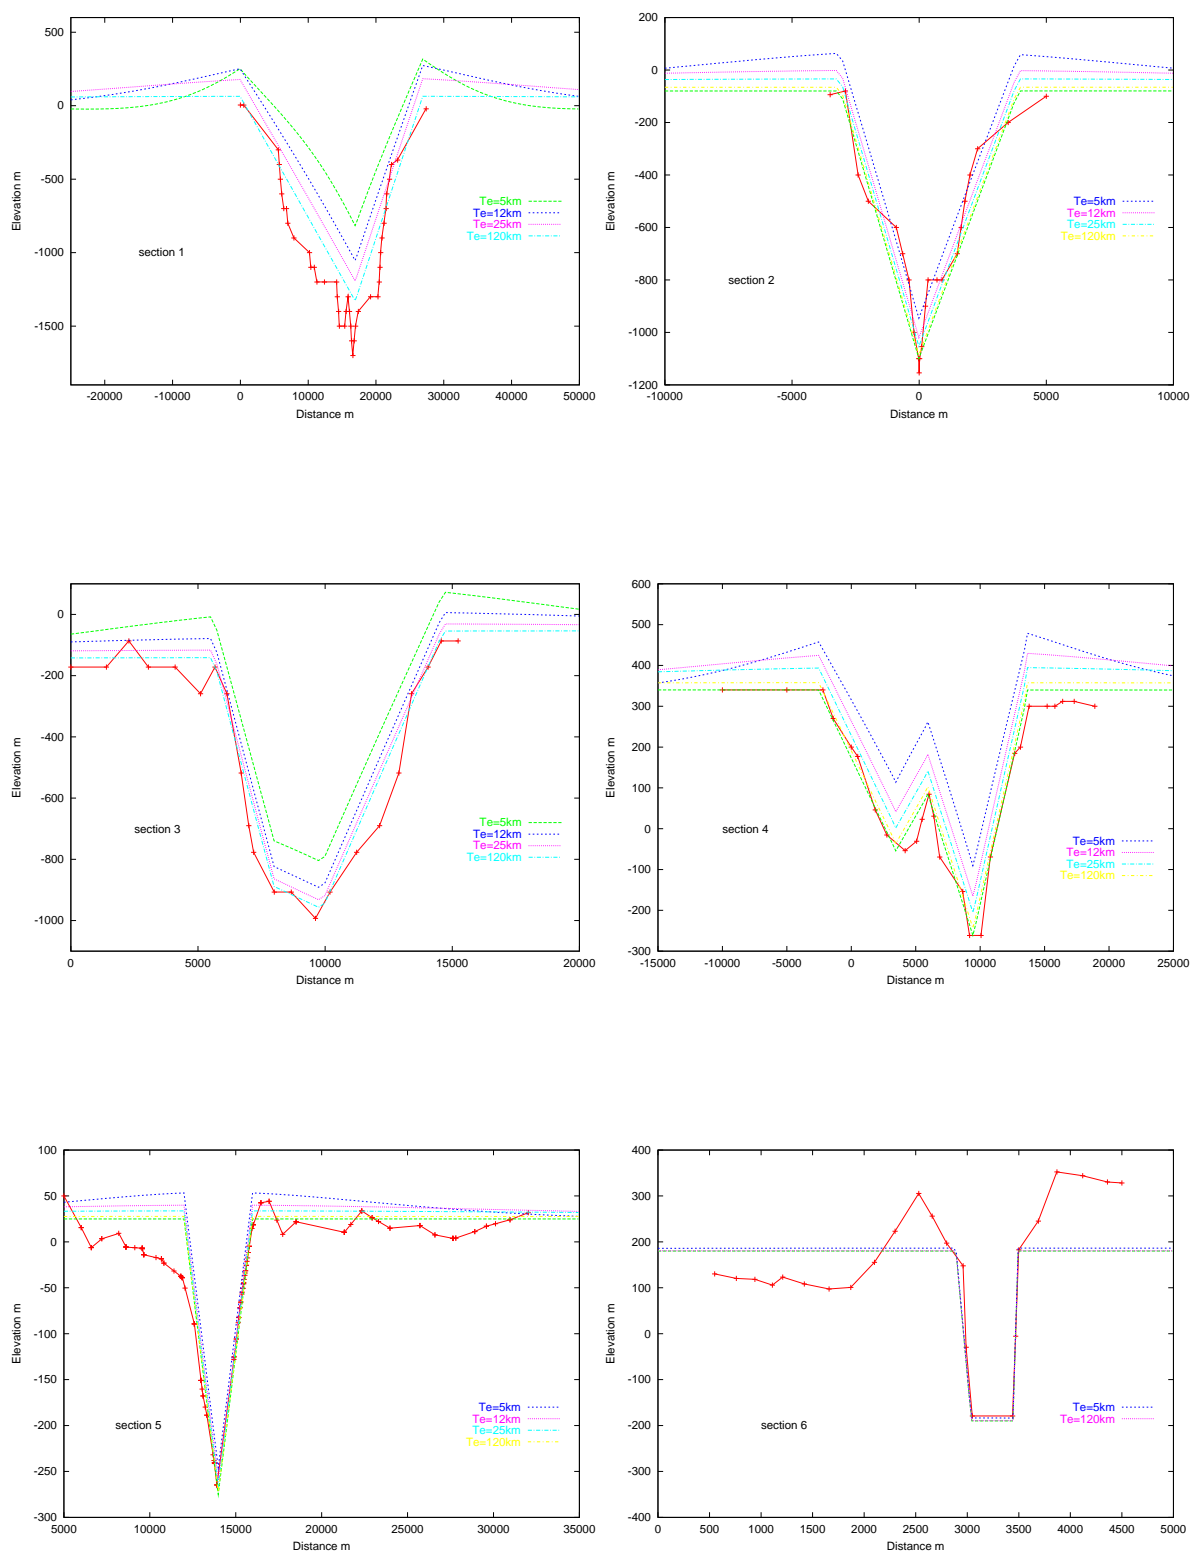 500
0
-500
-1000
-1500
-20000 -10000 0 10000 20000 30000 40000 50000
Elevation m
Distance m
section 1
Te=5km
Te=12km
Te=25km
Te=120km
200
0
-200
-400
-600
-800
-1000
-1200
-10000 -5000 0 5000 10000
Elevation m
Distance m
section 2
Te=5km
Te=12km
Te=25km
Te=120km
0
-200
-400
-600
-800
-1000
0 5000 10000 15000 20000
Elevation m
Distance m
section 3
Te=5km
Te=12km
Te=25km
Te=120km
600
500
400
300
200
100
0
-100
-200
-300
-15000 -10000 -5000 0 5000 10000 15000 20000 25000
Elevation m
Distance m
section 4
Te=5km
Te=12km
Te=25km
Te=120km
100
50
0
-50
-100
-150
-200
-250
-300
5000 10000 15000 20000 25000 30000 35000
Elevation m
Distance m
section 5
Te=5km
Te=12km
Te=25km
Te=120km
400
300
200
100
0
-100
-200
-300
-400
0 500 1000 1500 2000 2500 3000 3500 4000 4500 5000
Elevation m
Distance m
section 6
Te=5km
Te=120km